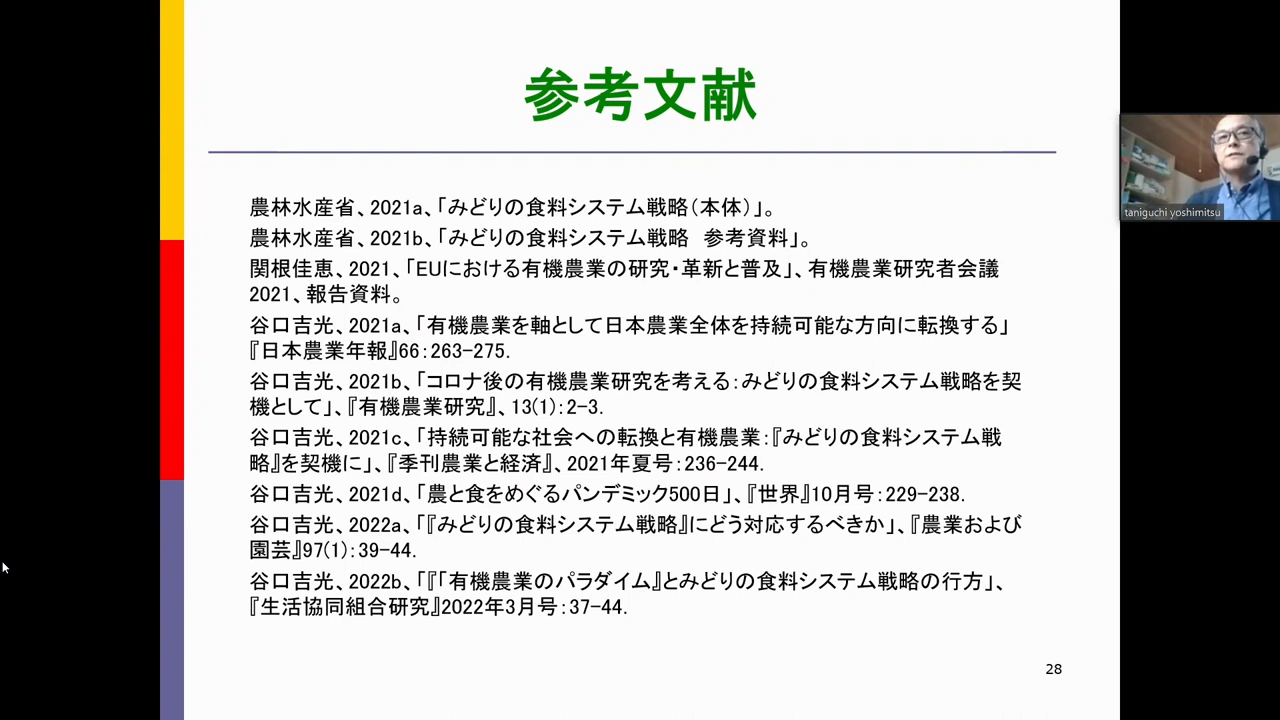 参考文献
農林水産省、2021a、「みどりの食料システム戦略（本体）」。
農林水産省、2021b、「みどりの食料システム戦略　参考資料」。
関根佳恵、2021、「EUにおける有機農業の研究・革新と普及」、有機農業研究者会議
2021、報告資料。
谷口吉光、2021a、「有機農業を軸として日本農業全体を持続可能な方向に転換する」
『日本農業年報』66：263-275.
谷口吉光、2021b、「コロナ後の有機農業研究を考える：みどりの食料システム戦略を契
機として」、『有機農業研究』、13(1)：2-3.
谷口吉光、2021c、「持続可能な社会への転換と有機農業：『みどりの食料システム戦
略』を契機に」、『季刊農業と経済』、2021年夏号：236-244.
谷口吉光、2021d、「農と食をめぐるパンデミック500日」、『世界』10月号：229-238.
谷口吉光、2022a、「『みどりの食料システム戦略』にどう対応するべきか」、『農業および
園芸』97(1)：39-44.
谷口吉光、2022b、「『「有機農業のパラダイム』とみどりの食料システム戦略の行方」、
『生活協同組合研究』2022年3月号：37-44.
28
taniguchi yoshimitsu